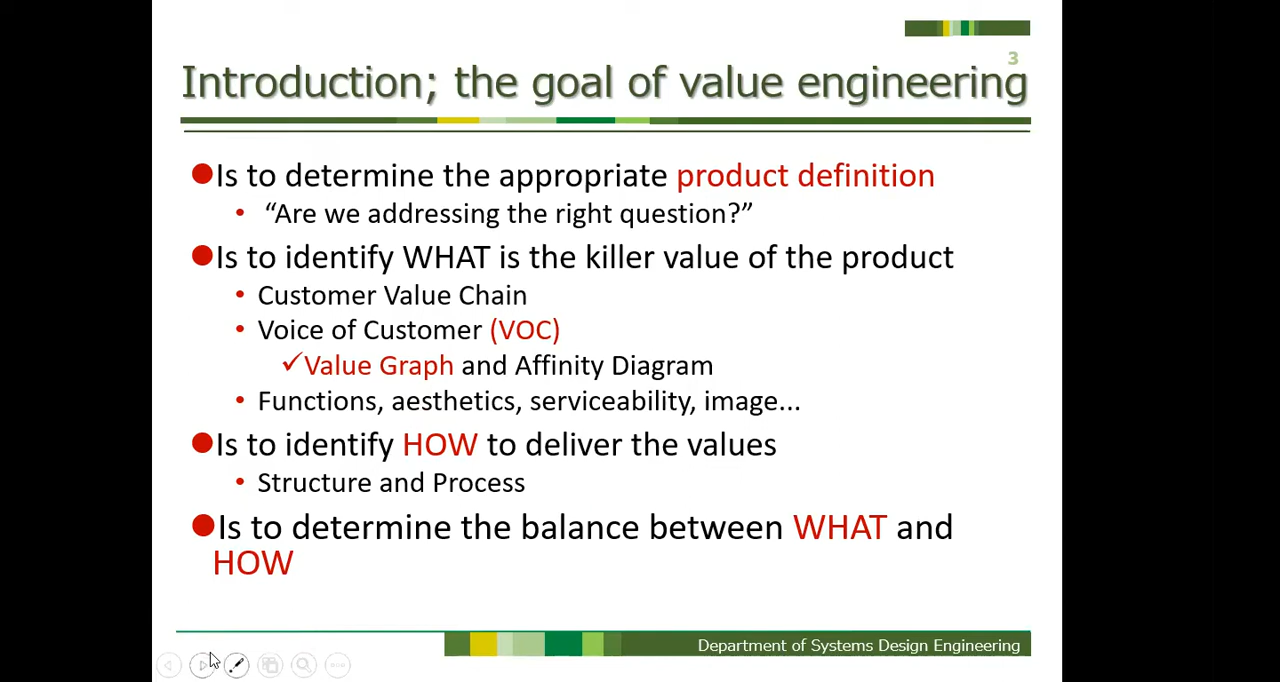 3
Introduction; the goal of value engineering
●Is to determine the appropriate product definition
• “Are we addressing the right question?”
●Is to identify WHAT is the killer value of the product
• Customer Value Chain
• Voice of Customer (VOC)
✓Value Graph and Affinity Diagram
• Functions, aesthetics, serviceability, image...
●Is to identify HOW to deliver the values
• Structure and Process
●Is to determine the balance between WHAT and
HOW
Department of Systems Design Engineering